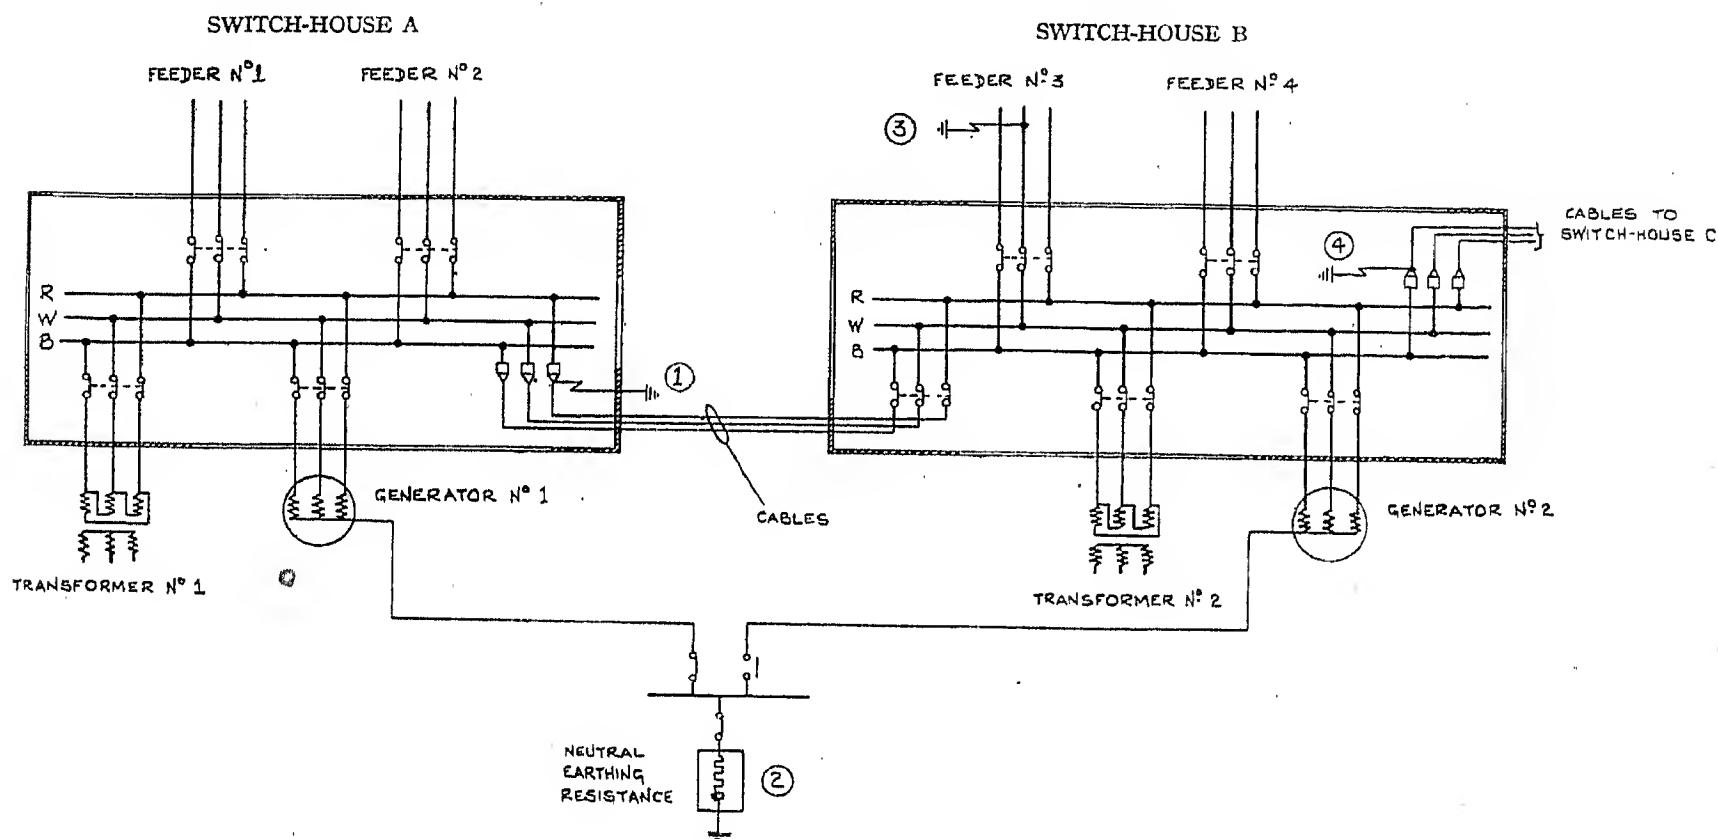 SWITCH-HOUSE A
SWITCH-HOUSE B
FEEDER Nº1
FEEDER Nº 2
FEEDER Nº 3
FEEDER Nº 4
3
CABLES TO
SWITCH-HOUSE C
4
R
W
B
R
W
B
1
GENERATOR Nº 1
CABLES
GENERATOR Nº 2
TRANSFORMER Nº 1
TRANSFORMER Nº 2
NEUTRAL
EARTHING
RESISTANCE
2